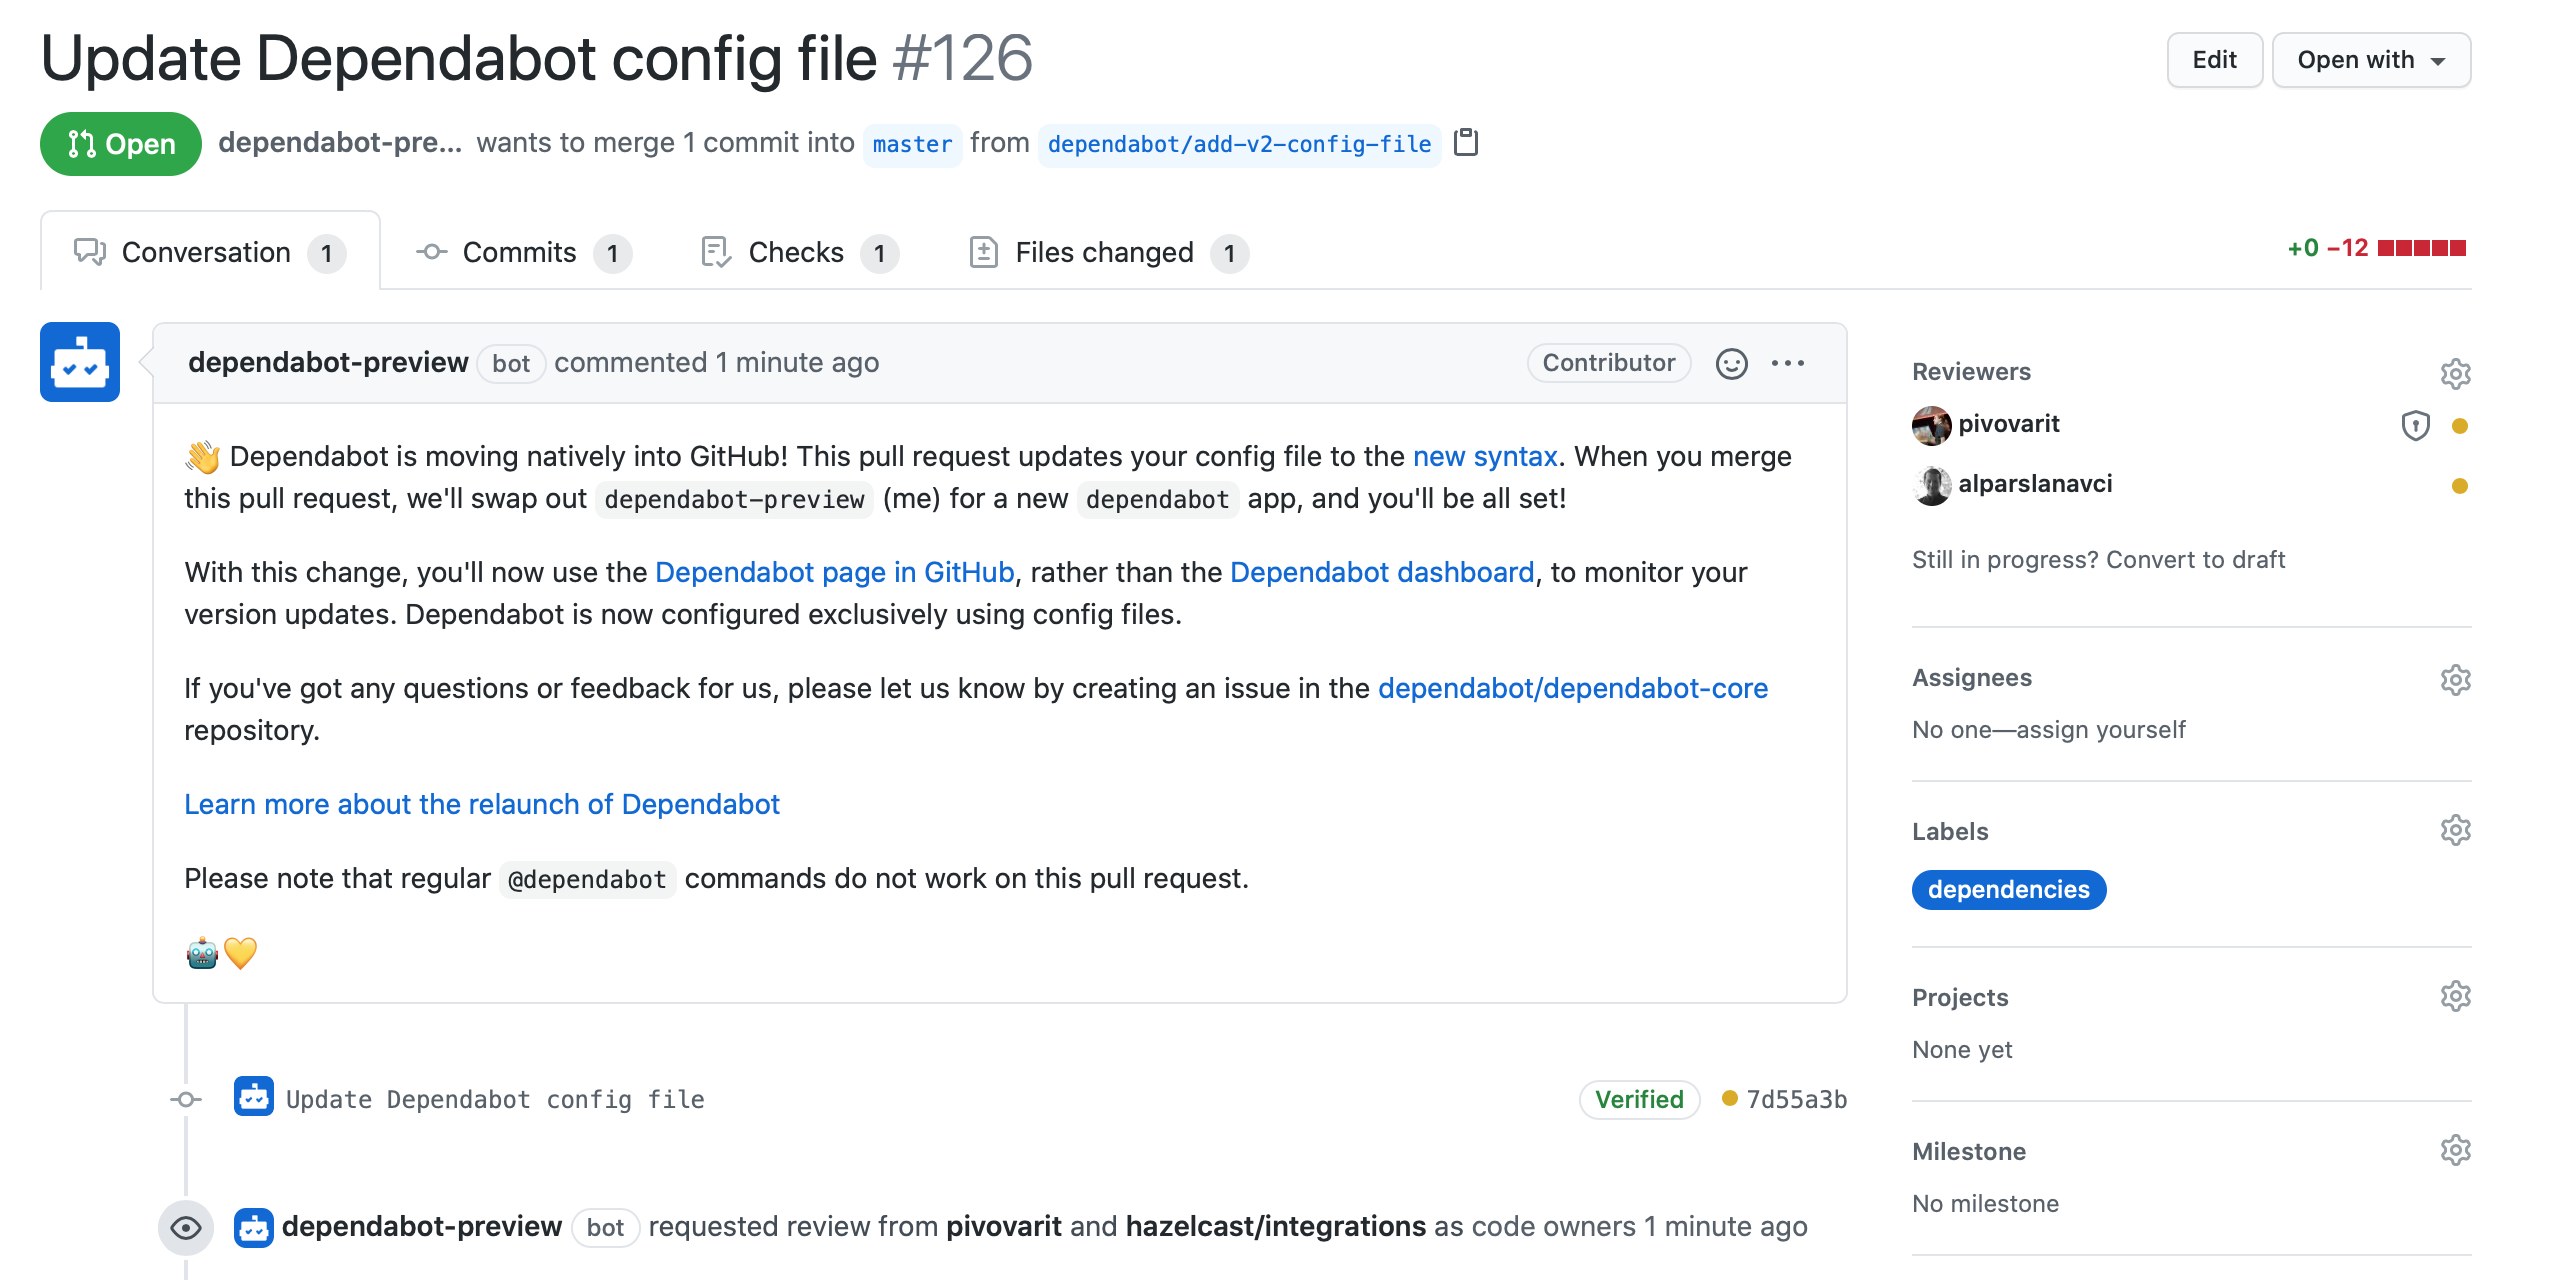 Update Dependabot config file #126
Edit
Open with
Open
dependabot-pre... wants to merge 1 commit into master from dependabot/add-v2-config-file
Conversation 1
Commits 1
Checks 1
Files changed 1
+0 −12
dependabot-preview bot commented 1 minute ago
Contributor
👋 Dependabot is moving natively into GitHub! This pull request updates your config file to the new syntax. When you merge
this pull request, we'll swap out dependabot-preview (me) for a new dependabot app, and you'll be all set!
With this change, you'll now use the Dependabot page in GitHub, rather than the Dependabot dashboard, to monitor your
version updates. Dependabot is now configured exclusively using config files.
If you've got any questions or feedback for us, please let us know by creating an issue in the dependabot/dependabot-core
repository.
Learn more about the relaunch of Dependabot
Please note that regular @dependabot commands do not work on this pull request.
🤖💛
Update Dependabot config file
Verified
7d55a3b
dependabot-preview bot requested review from pivovarit and hazelcast/integrations as code owners 1 minute ago
Reviewers
pivovarit
alparslanavci
Still in progress? Convert to draft
Assignees
No one—assign yourself
Labels
dependencies
Projects
None yet
Milestone
No milestone